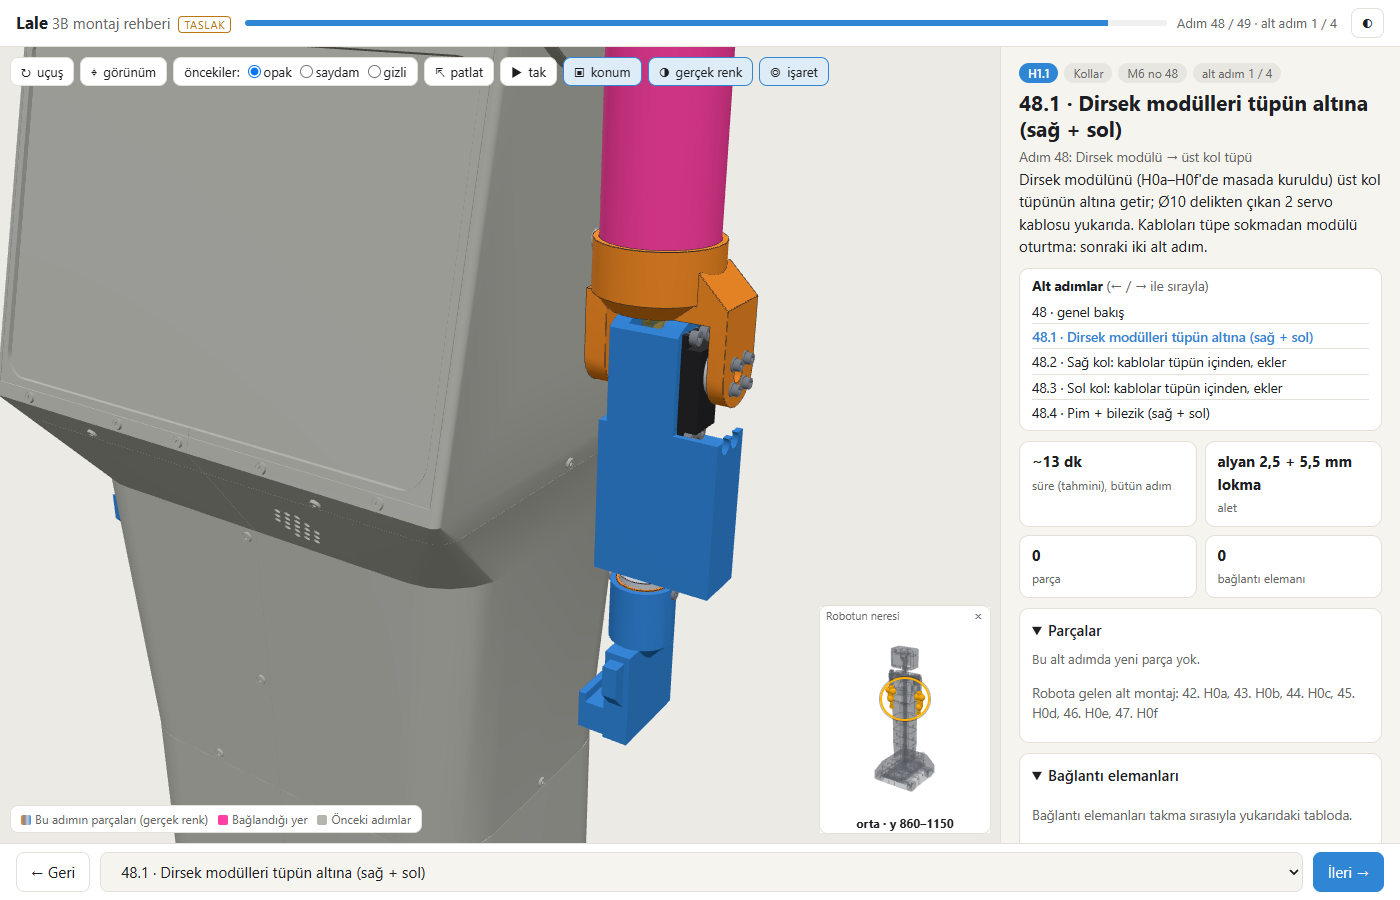 Lale 3B montaj rehberi TASLAK
Adım 48 / 49 · alt adım 1 / 4
↻ uçuş
⌖ görünüm
öncekiler: opak saydam gizli
↸ patlat
▶ tak
▣ konum
◑ gerçek renk
◎ işaret
H1.1 Kollar M6 no 48 alt adım 1 / 4
48.1 · Dirsek modülleri tüpün altına
(sağ + sol)
Adım 48: Dirsek modülü → üst kol tüpü
Dirsek modülünü (H0a–H0f'de masada kuruldu) üst kol
tüpünün altına getir; Ø10 delikten çıkan 2 servo
kablosu yukarıda. Kabloları tüpe sokmadan modülü
oturtma: sonraki iki alt adım.
Alt adımlar (← / → ile sırayla)
48 · genel bakış
48.1 · Dirsek modülleri tüpün altına (sağ + sol)
48.2 · Sağ kol: kablolar tüpün içinden, ekler
48.3 · Sol kol: kablolar tüpün içinden, ekler
48.4 · Pim + bilezik (sağ + sol)
~13 dk
süre (tahmini), bütün adım
alyan 2,5 + 5,5 mm
lokma
alet
0
parça
0
bağlantı elemanı
▼ Parçalar
Bu alt adımda yeni parça yok.
Robota gelen alt montaj: 42. H0a, 43. H0b, 44. H0c, 45.
H0d, 46. H0e, 47. H0f
▼ Bağlantı elemanları
Bağlantı elemanları takma sırasıyla yukarıdaki tabloda.
Robotun neresi ×
orta · y 860–1150
Bu adımın parçaları (gerçek renk) Bağlandığı yer Önceki adımlar
← Geri
48.1 · Dirsek modülleri tüpün altına (sağ + sol)
İleri →